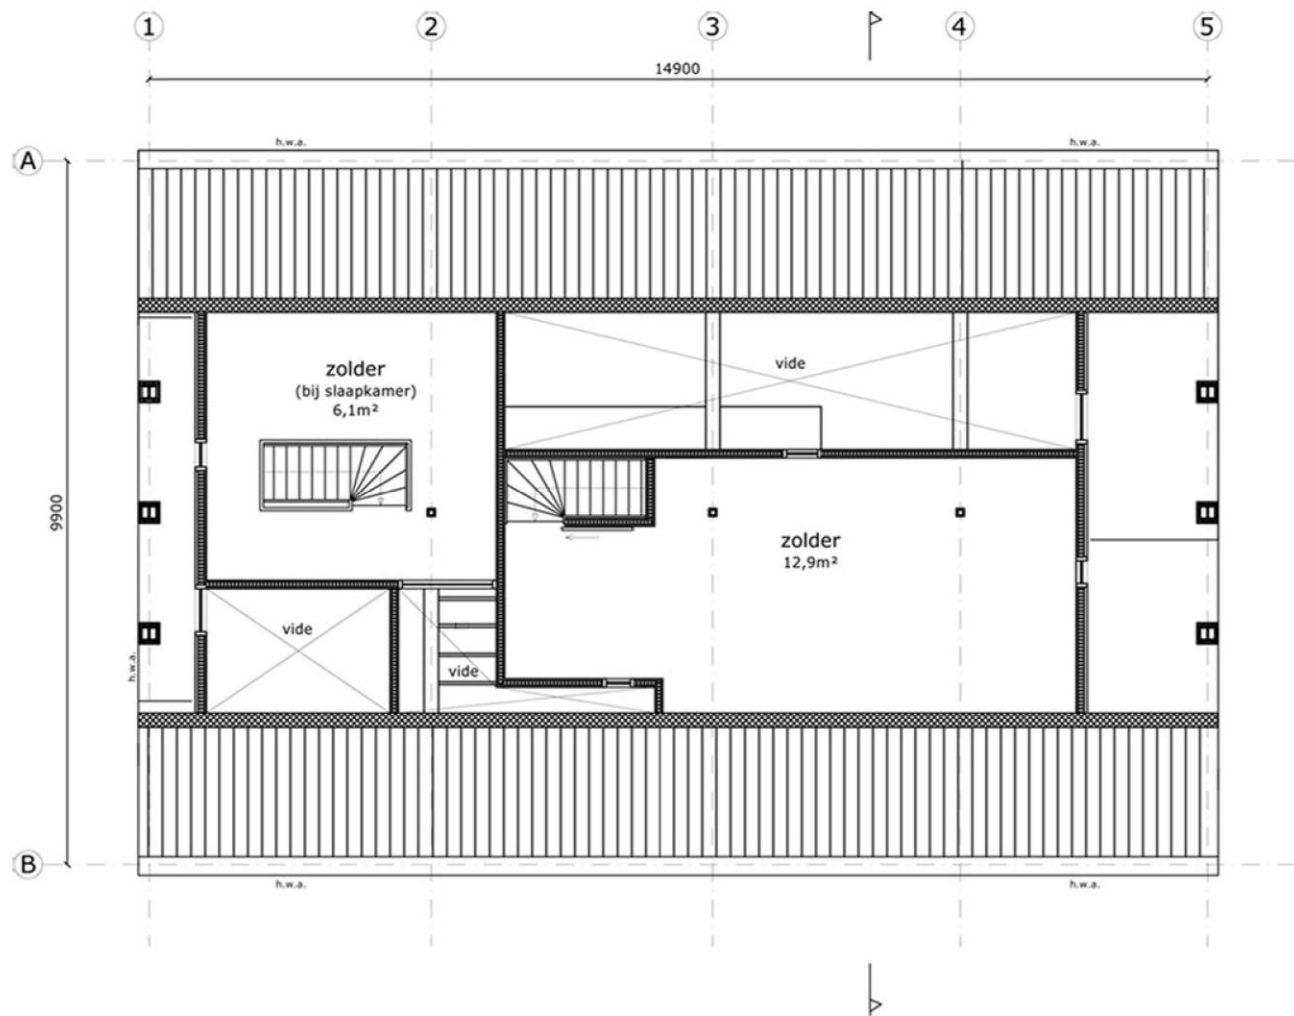 1 2 3 4 5
14900
A
h.w.a. h.w.a.
zolder
(bij slaapkamer)
6,1m²
vide
9900
zolder
12,9m²
vide
vide
h.w.a.
B
h.w.a. h.w.a.